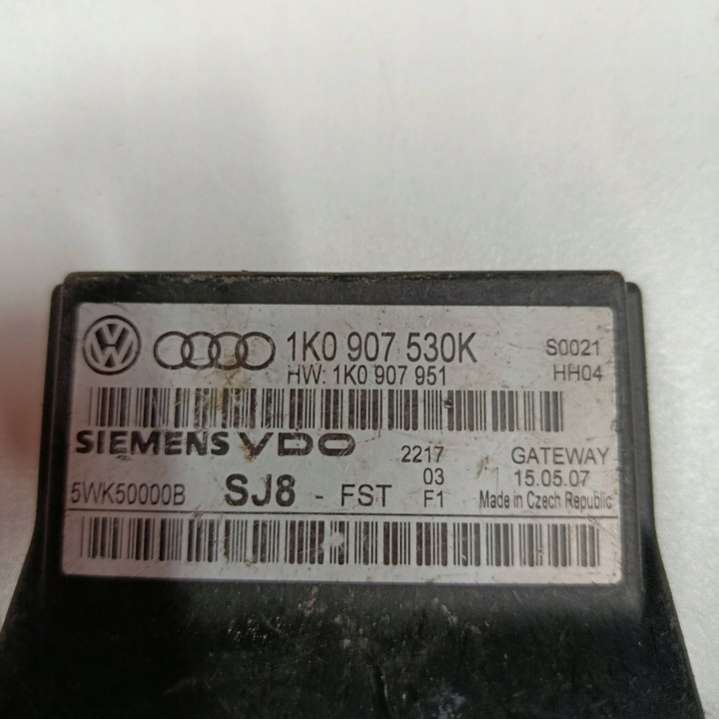 1K0 907 530K S0021
HW: 1K0 907 951 HH04
SIEMENS VDO 2217 GATEWAY
03 15.05.07
5WK50000B SJ8 - FST F1 Made in Czech Republic